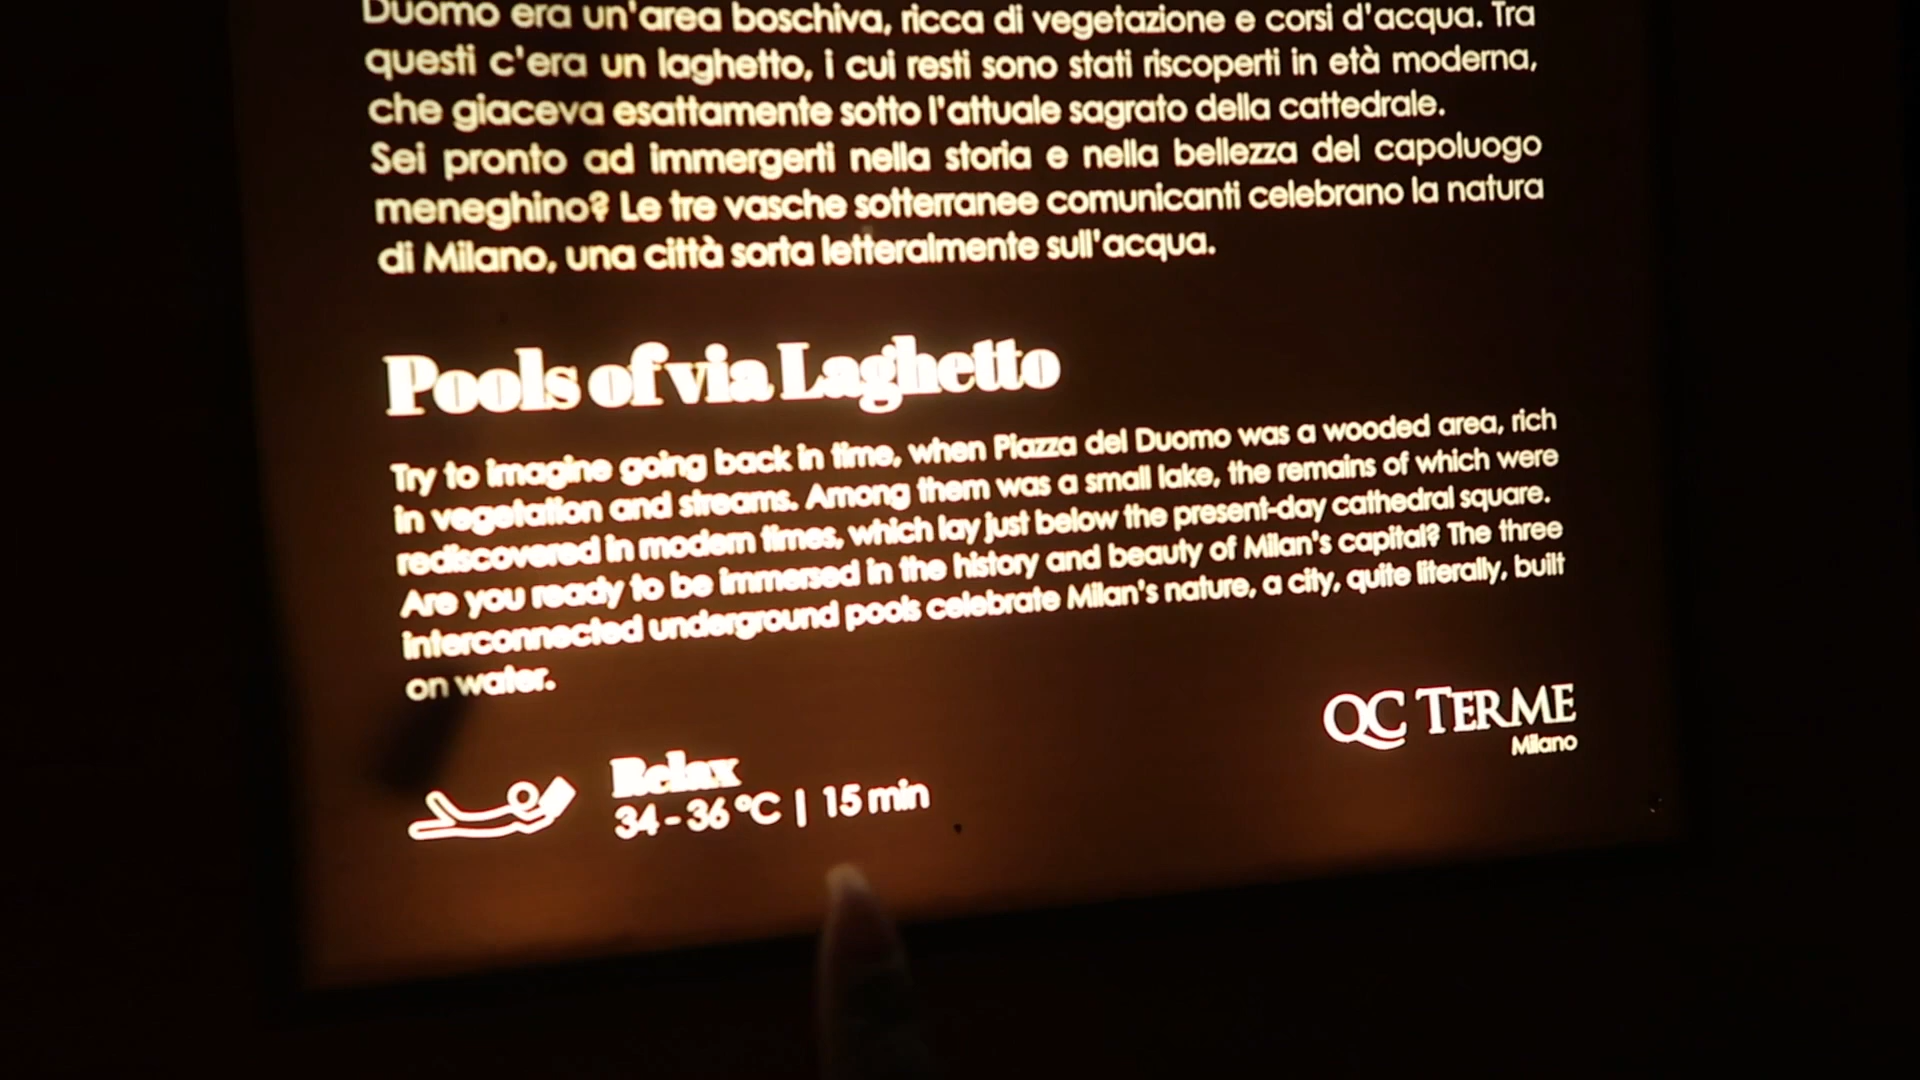 Duomo era un'area boschiva, ricca di vegetazione e corsi d'acqua. Tra
questi c'era un laghetto, i cui resti sono stati riscoperti in età moderna,
che giaceva esattamente sotto l'attuale sagrato della cattedrale.
Sei pronto ad immergerti nella storia e nella bellezza del capoluogo
meneghino? Le tre vasche sotterranee comunicanti celebrano la natura
di Milano, una città sorta letteralmente sull'acqua.
Pools of via Laghetto
Try to imagine going back in time, when Piazza del Duomo was a wooded area, rich
in vegetation and streams. Among them was a small lake, the remains of which were
rediscovered in modern times, which lay just below the present-day cathedral square.
Are you ready to be immersed in the history and beauty of Milan's capital? The three
interconnected underground pools celebrate Milan's nature, a city, quite literally, built
on water.
Relax
34 - 36 °C | 15 min
QC TERME
Milano